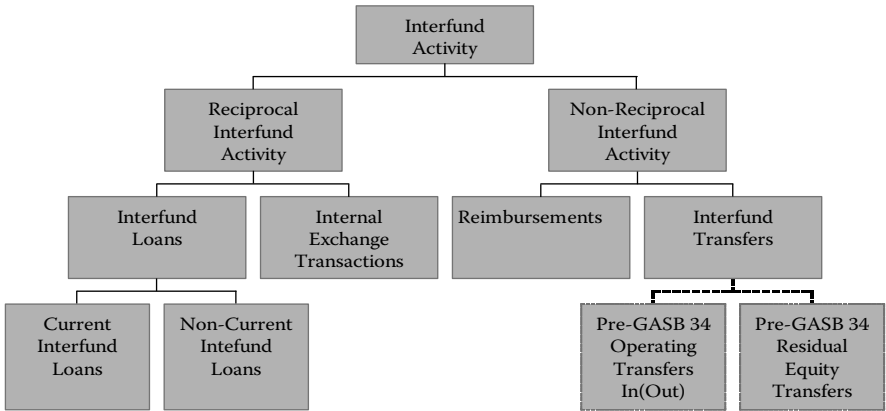 Interfund
Activity
Reciprocal
Interfund
Activity
Non-Reciprocal
Interfund
Activity
Interfund
Loans
Internal
Exchange
Transactions
Reimbursements
Interfund
Transfers
Current
Interfund
Loans
Non-Current
Intefund
Loans
Pre-GASB 34
Operating
Transfers
In(Out)
Pre-GASB 34
Residual
Equity
Transfers